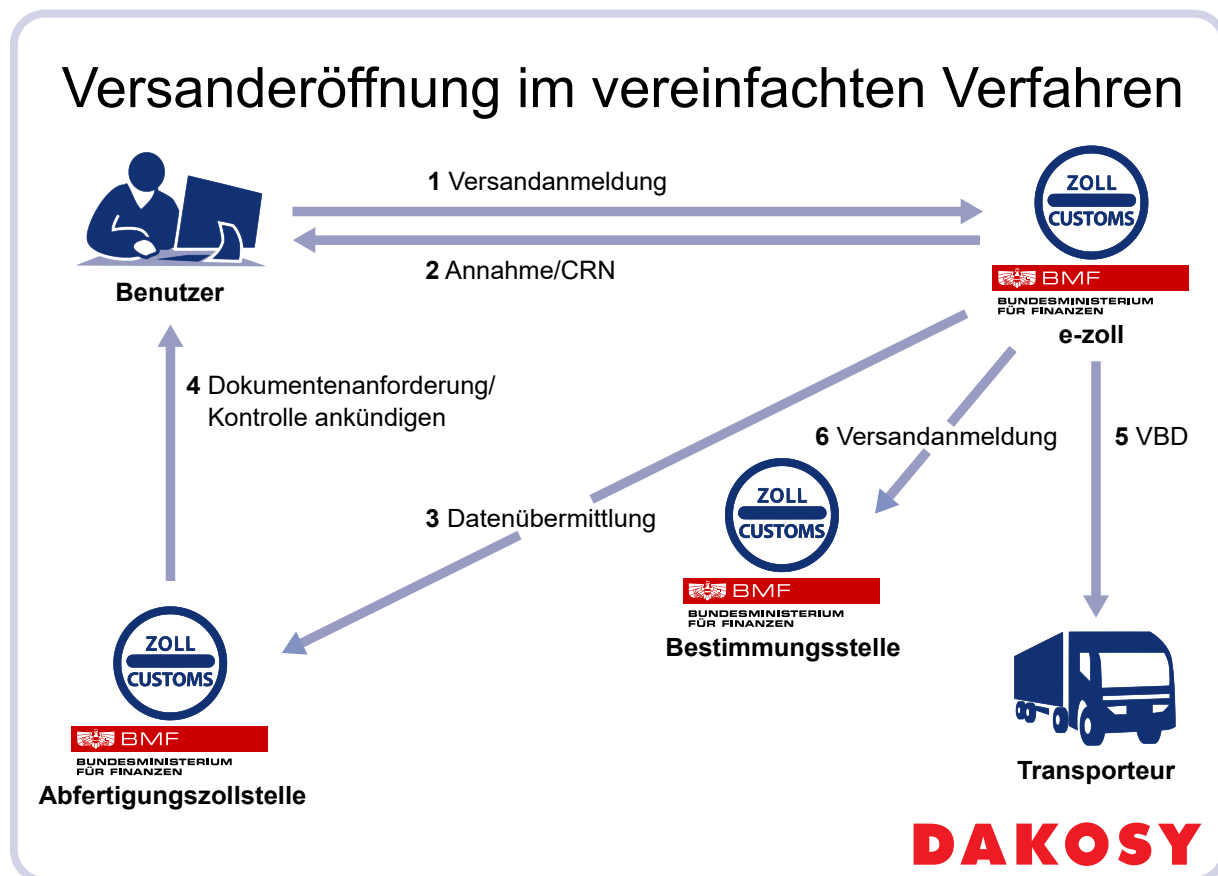 Versanderöffnung im vereinfachten Verfahren
1 Versandanmeldung
ZOLL
CUSTOMS
2 Annahme/CRN
Benutzer
BMF
BUNDESMINISTERIUM
FÜR FINANZEN
e-zoll
4 Dokumentenanforderung/
Kontrolle ankündigen
6 Versandanmeldung
5 VBD
3 Datenübermittlung
ZOLL
CUSTOMS
BMF
BUNDESMINISTERIUM
FÜR FINANZEN
Bestimmungsstelle
ZOLL
CUSTOMS
BMF
BUNDESMINISTERIUM
FÜR FINANZEN
Abfertigungszollstelle
Transporteur
DAKOSY